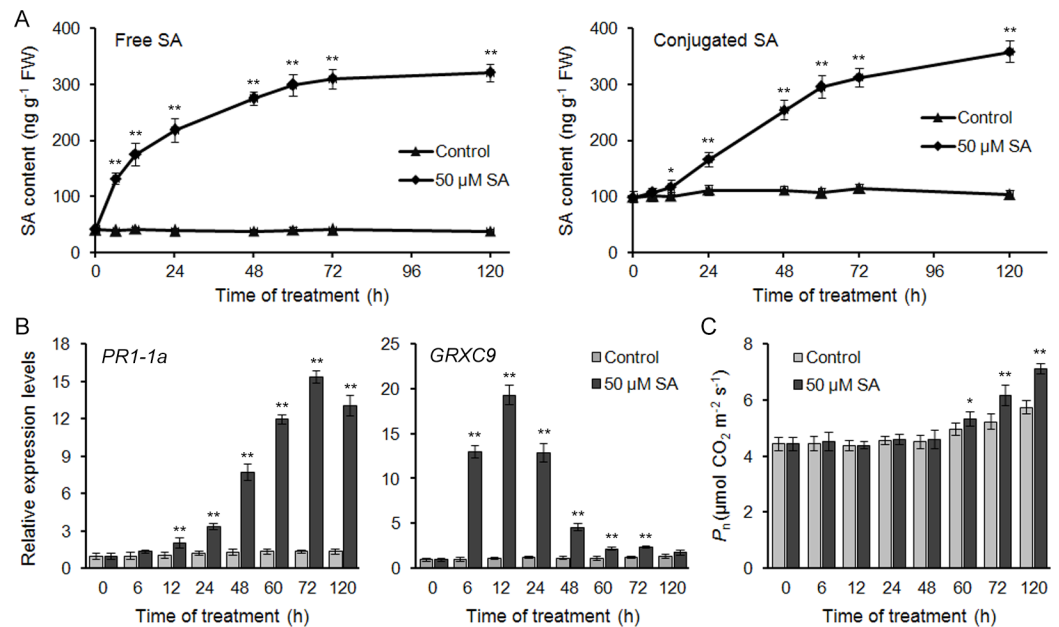 A
Free SA
SA content (ng g⁻¹ FW)
400
300
200
100
0
** ** ** ** ** ** **
Control
50 µM SA
0 24 48 72 96 120
Time of treatment (h)
Conjugated SA
SA content (ng g⁻¹ FW)
400
300
200
100
0
* ** ** ** ** **
Control
50 µM SA
0 24 48 72 96 120
Time of treatment (h)
B
PR1-1a
Relative expression levels
18
15
12
9
6
3
0
** ** ** ** ** **
0 6 12 24 48 60 72 120
Time of treatment (h)
GRXC9
25
20
15
10
5
0
** ** ** ** ** **
Control
50 µM SA
0 6 12 24 48 60 72 120
Time of treatment (h)
C
Pn (µmol CO₂ m⁻² s⁻¹)
8
6
4
2
0
* ** **
Control
50 µM SA
0 6 12 24 48 60 72 120
Time of treatment (h)